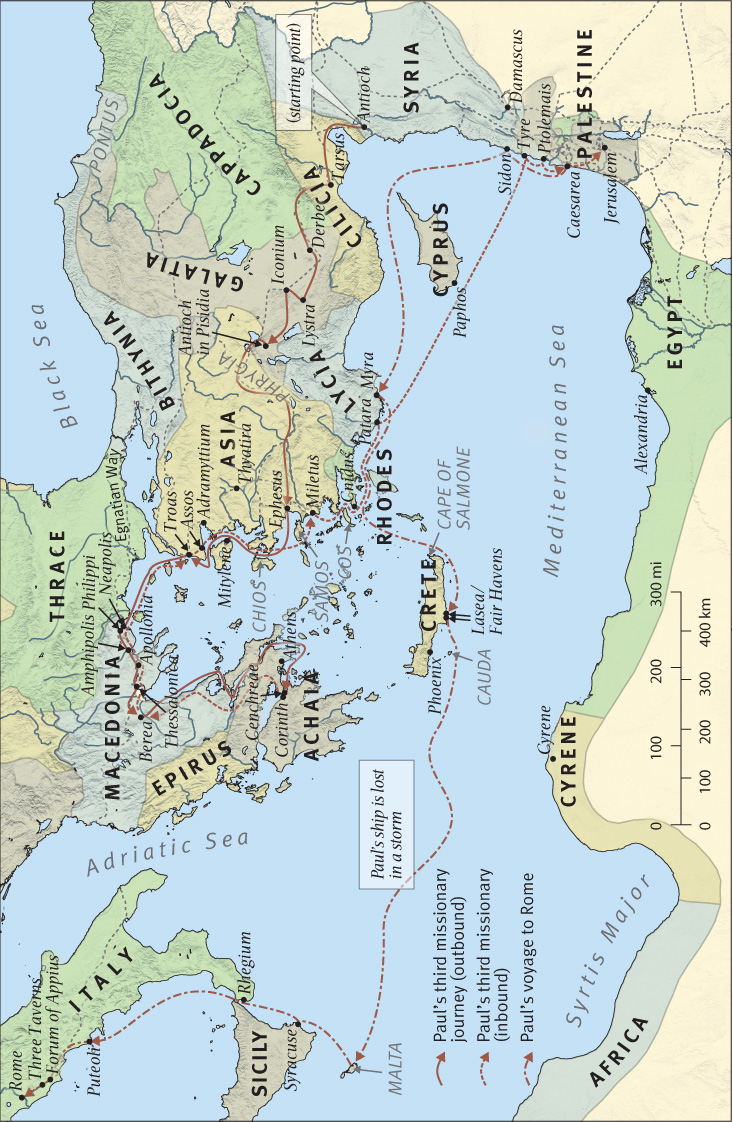 Rome
Three Taverns
Forum of Appius
Puteoli
ITALY
Rhegium
SICILY
Syracuse
MALTA
Adriatic Sea
MACEDONIA
Amphipolis
Philippi
Neapolis
Apollonia
Thessalonica
Berea
EPIRUS
ACHAIA
Cenchreae
Corinth
Athens
THRACE
Egnatian Way
Black Sea
BITHYNIA
PONTUS
GALATIA
CAPPADOCIA
Troas
Assos
Adramyttium
Mitylene
ASIA
Thyatira
PHRYGIA
Antioch
in Pisidia
Iconium
Lystra
Derbe
CILICIA
Tarsus
(starting point)
Antioch
SYRIA
Ephesus
Miletus
CHIOS
SAMOS
COS
Cnidus
LYCIA
Patara
Myra
RHODES
CAPE OF
SALMONE
CRETE
Phoenix
Lasea/
Fair Havens
CAUDA
Paul's ship is lost
in a storm
CYPRUS
Paphos
Damascus
Sidon
Tyre
Ptolemais
Caesarea
PALESTINE
Jerusalem
Mediterranean Sea
Alexandria
EGYPT
Cyrene
CYRENE
Syrtis Major
AFRICA
Paul's third missionary
journey (outbound)
Paul's third missionary
(inbound)
Paul's voyage to Rome
0 100 200 300 mi
0 100 200 300 400 km